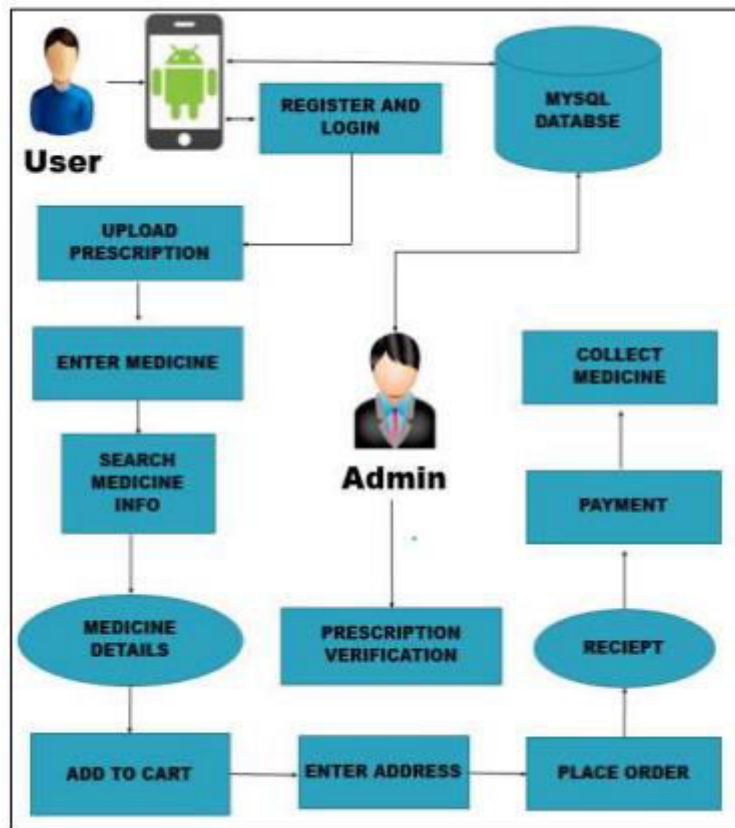 User
REGISTER AND
LOGIN
MYSQL
DATABSE
UPLOAD
PRESCRIPTION
ENTER MEDICINE
SEARCH
MEDICINE
INFO
MEDICINE
DETAILS
ADD TO CART
Admin
PRESCRIPTION
VERIFICATION
ENTER ADDRESS
PLACE ORDER
RECIEPT
PAYMENT
COLLECT
MEDICINE